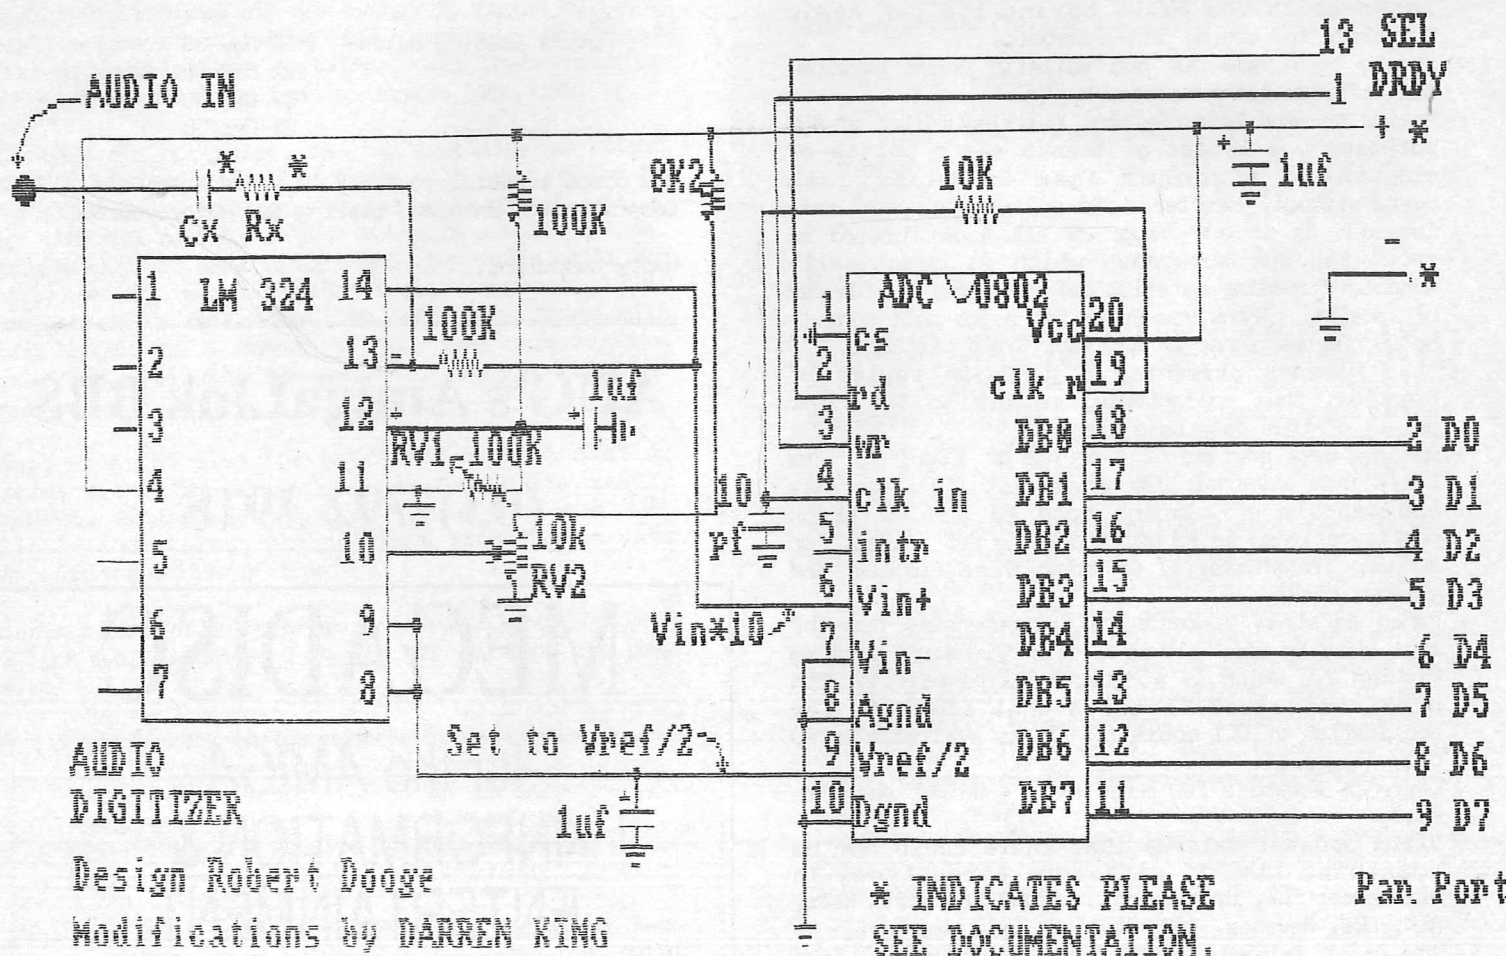 13 SEL
1 DRDY
AUDIO IN
+ *
* *
Cx Rx
100K
8K2
10K
+
1uf
-
*
LM 324
1
2
3
4
5
6
7
14
13
12
11
10
9
8
100K
-
+
1uf
+
RV1 100K
10k
RV2
10
pf
Vin*10
Set to Vref/2
+
1uf
ADC 0802
1
cs
2
rd
3
wr
4
clk in
5
intr
6
Vin+
7
Vin-
8
Agnd
9
Vref/2
10
Dgnd
Vcc 20
clk r 19
DB0 18
DB1 17
DB2 16
DB3 15
DB4 14
DB5 13
DB6 12
DB7 11
2 D0
3 D1
4 D2
5 D3
6 D4
7 D5
8 D6
9 D7
AUDIO
DIGITIZER
Design Robert Dooge
Modifications by DARREN KING
* INDICATES PLEASE
SEE DOCUMENTATION.
Par. Port